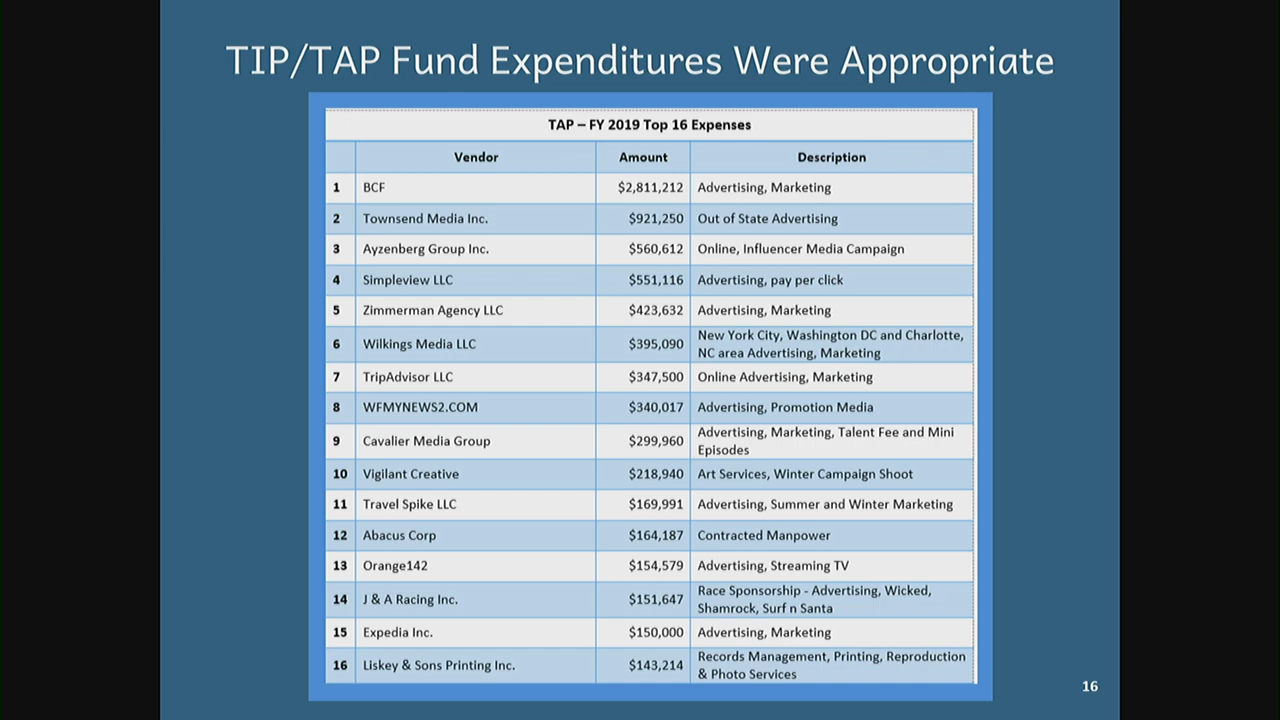 TIP/TAP Fund Expenditures Were Appropriate
TAP – FY 2019 Top 16 Expenses
Vendor Amount Description
1 BCF $2,811,212 Advertising, Marketing
2 Townsend Media Inc. $921,250 Out of State Advertising
3 Ayzenberg Group Inc. $560,612 Online, Influencer Media Campaign
4 Simpleview LLC $551,116 Advertising, pay per click
5 Zimmerman Agency LLC $423,632 Advertising, Marketing
6 Wilkings Media LLC $395,090 New York City, Washington DC and Charlotte,
NC area Advertising, Marketing
7 TripAdvisor LLC $347,500 Online Advertising, Marketing
8 WFMYNEWS2.COM $340,017 Advertising, Promotion Media
9 Cavalier Media Group $299,960 Advertising, Marketing, Talent Fee and Mini
Episodes
10 Vigilant Creative $218,940 Art Services, Winter Campaign Shoot
11 Travel Spike LLC $169,991 Advertising, Summer and Winter Marketing
12 Abacus Corp $164,187 Contracted Manpower
13 Orange142 $154,579 Advertising, Streaming TV
14 J & A Racing Inc. $151,647 Race Sponsorship - Advertising, Wicked,
Shamrock, Surf n Santa
15 Expedia Inc. $150,000 Advertising, Marketing
16 Liskey & Sons Printing Inc. $143,214 Records Management, Printing, Reproduction
& Photo Services
16